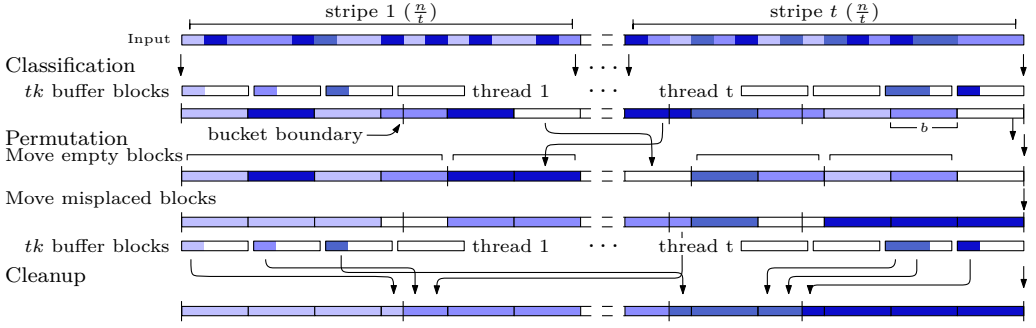 stripe 1 (n/t) stripe t (n/t)
Input
Classification
· · ·
tk buffer blocks thread 1 · · · thread t
bucket boundary b
Permutation
Move empty blocks
Move misplaced blocks
tk buffer blocks thread 1 · · · thread t
Cleanup